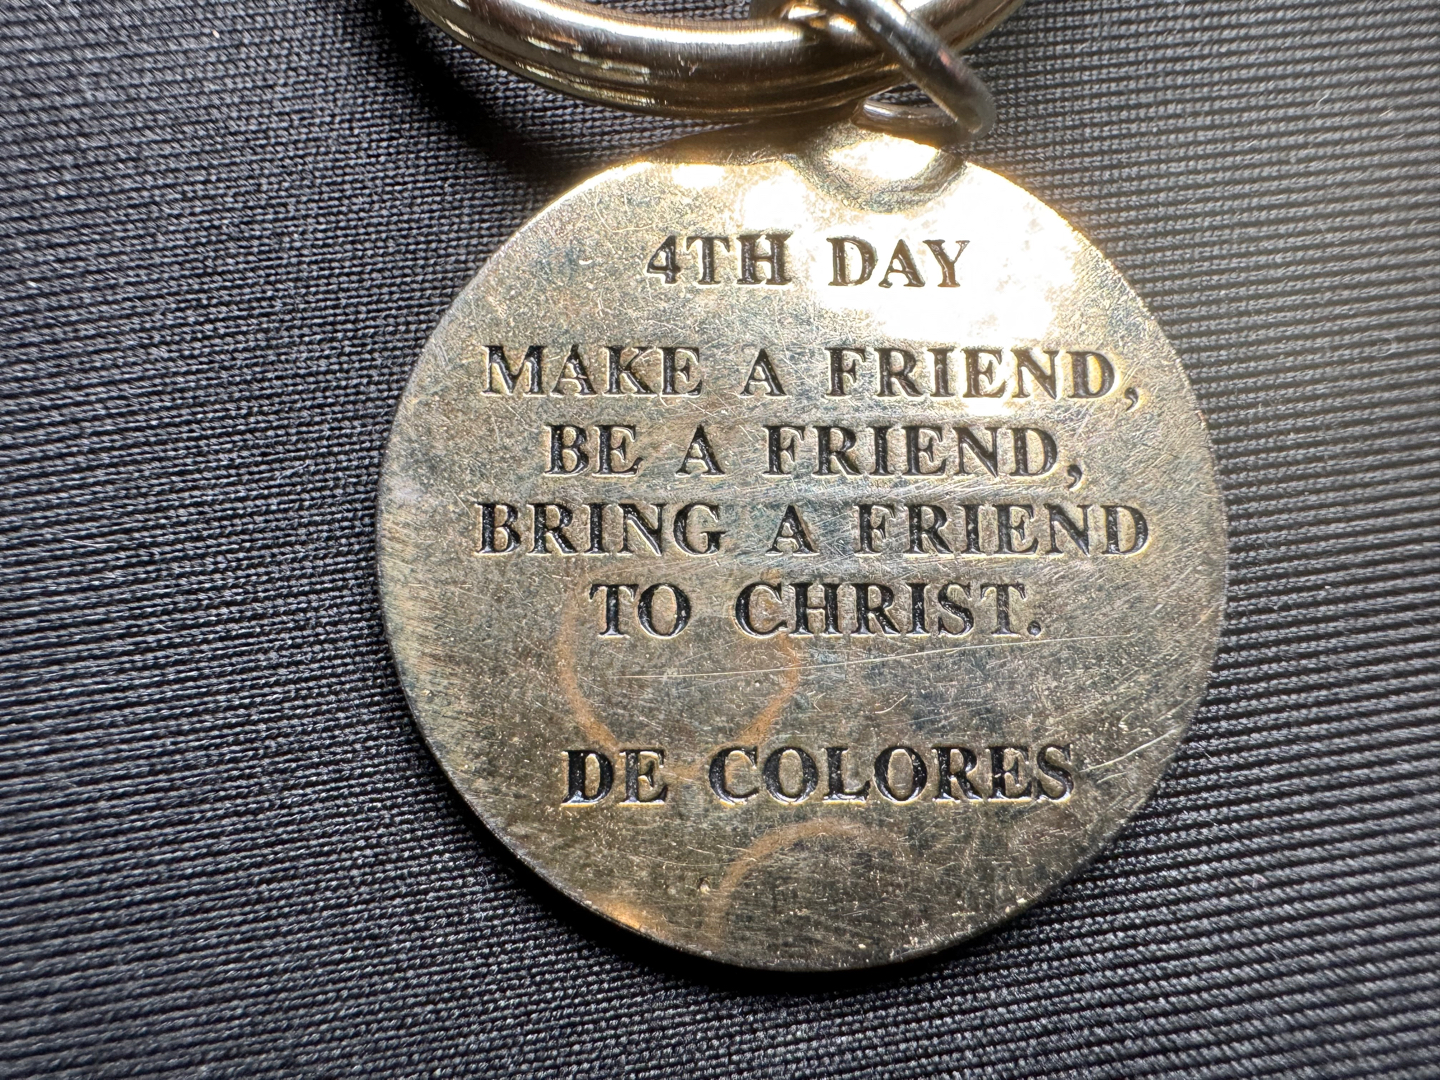 4TH DAY
MAKE A FRIEND,
BE A FRIEND,
BRING A FRIEND
TO CHRIST.
DE COLORES